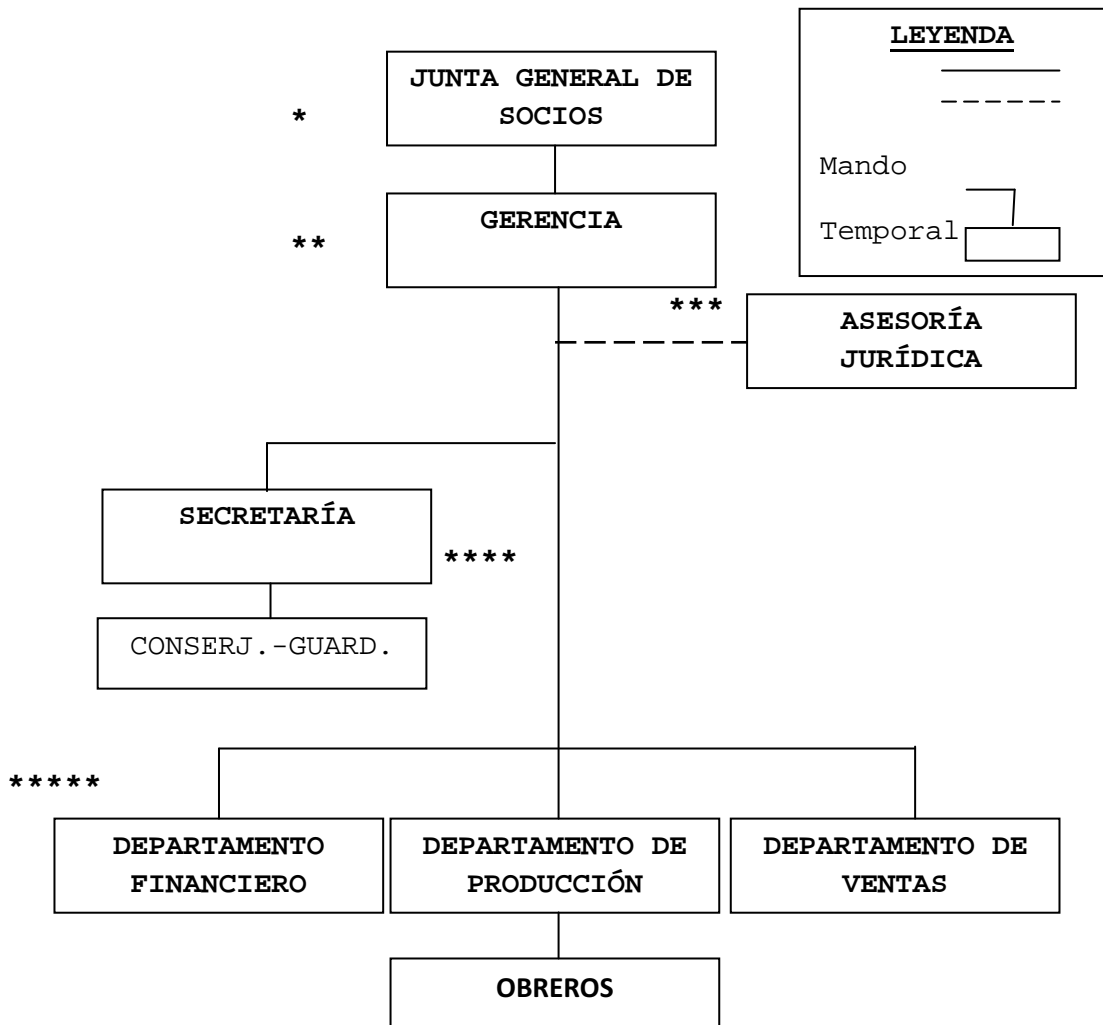 LEYENDA
Mando
Temporal
JUNTA GENERAL DE
SOCIOS
*
GERENCIA
**
***
ASESORÍA
JURÍDICA
SECRETARÍA
****
CONSERJ.-GUARD.
*****
DEPARTAMENTO
FINANCIERO
DEPARTAMENTO DE
PRODUCCIÓN
DEPARTAMENTO DE
VENTAS
OBREROS